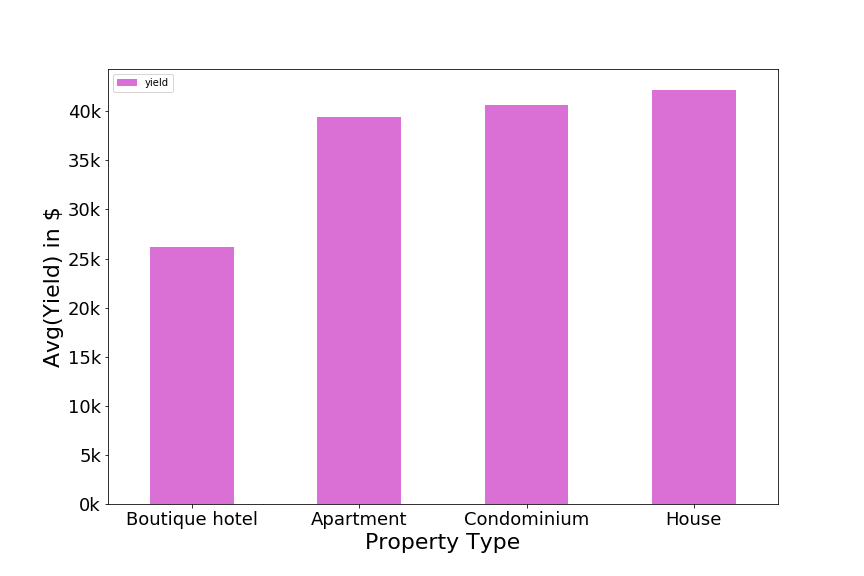 yield
40k
35k
30k
25k
20k
15k
10k
5k
0k
Avg(Yield) in $
Boutique hotel Apartment Condominium House
Property Type